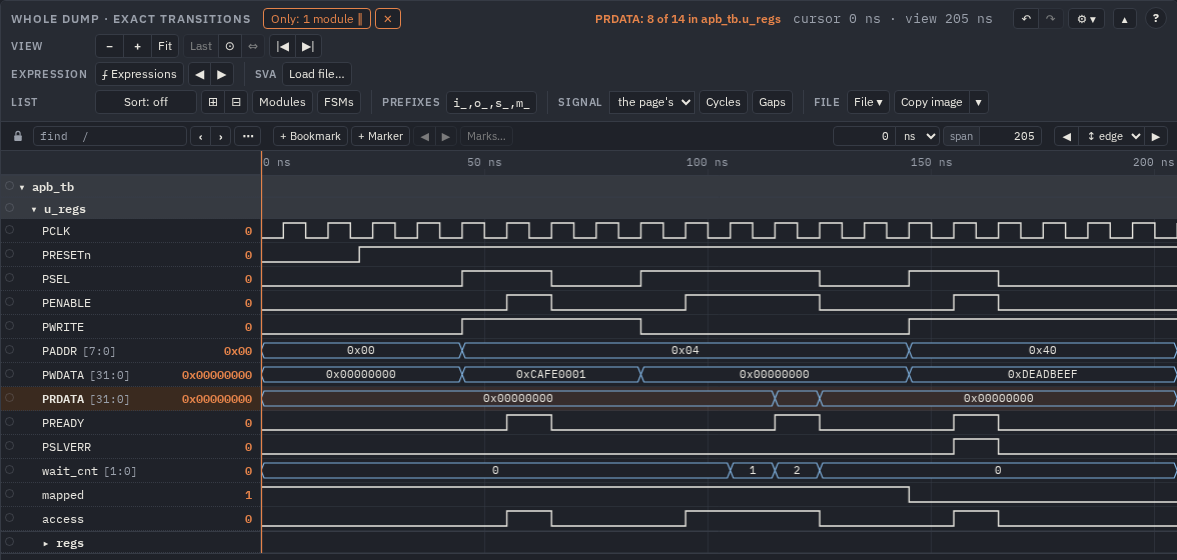 WHOLE DUMP · EXACT TRANSITIONS Only: 1 module ✕ PRDATA: 8 of 14 in apb_tb.u_regs cursor 0 ns · view 205 ns ↶ ↷ ⚙ ▾ ▲ ?
VIEW − + Fit Last ⊙ ⇔ |◀ ▶|
EXPRESSION ⨍ Expressions ◀ ▶ SVA Load file…
LIST Sort: off ⊞ ⊟ Modules FSMs PREFIXES i_,o_,s_,m_ SIGNAL the page's Cycles Gaps FILE File ▾ Copy image ▾
find / ‹ › ⋯ + Bookmark + Marker ◀ ▶ Marks… 0 ns span 205 ◀ ↕ edge ▶
0 ns 50 ns 100 ns 150 ns 200 ns
▾ apb_tb
▾ u_regs
PCLK 0
PRESETn 0
PSEL 0
PENABLE 0
PWRITE 0
PADDR [7:0] 0x00 0x00 0x04 0x40
PWDATA [31:0] 0x00000000 0x00000000 0xCAFE0001 0x00000000 0xDEADBEEF
PRDATA [31:0] 0x00000000 0x00000000 0x00000000
PREADY 0
PSLVERR 0
wait_cnt [1:0] 0 0 1 2 0
mapped 1
access 0
▸ regs